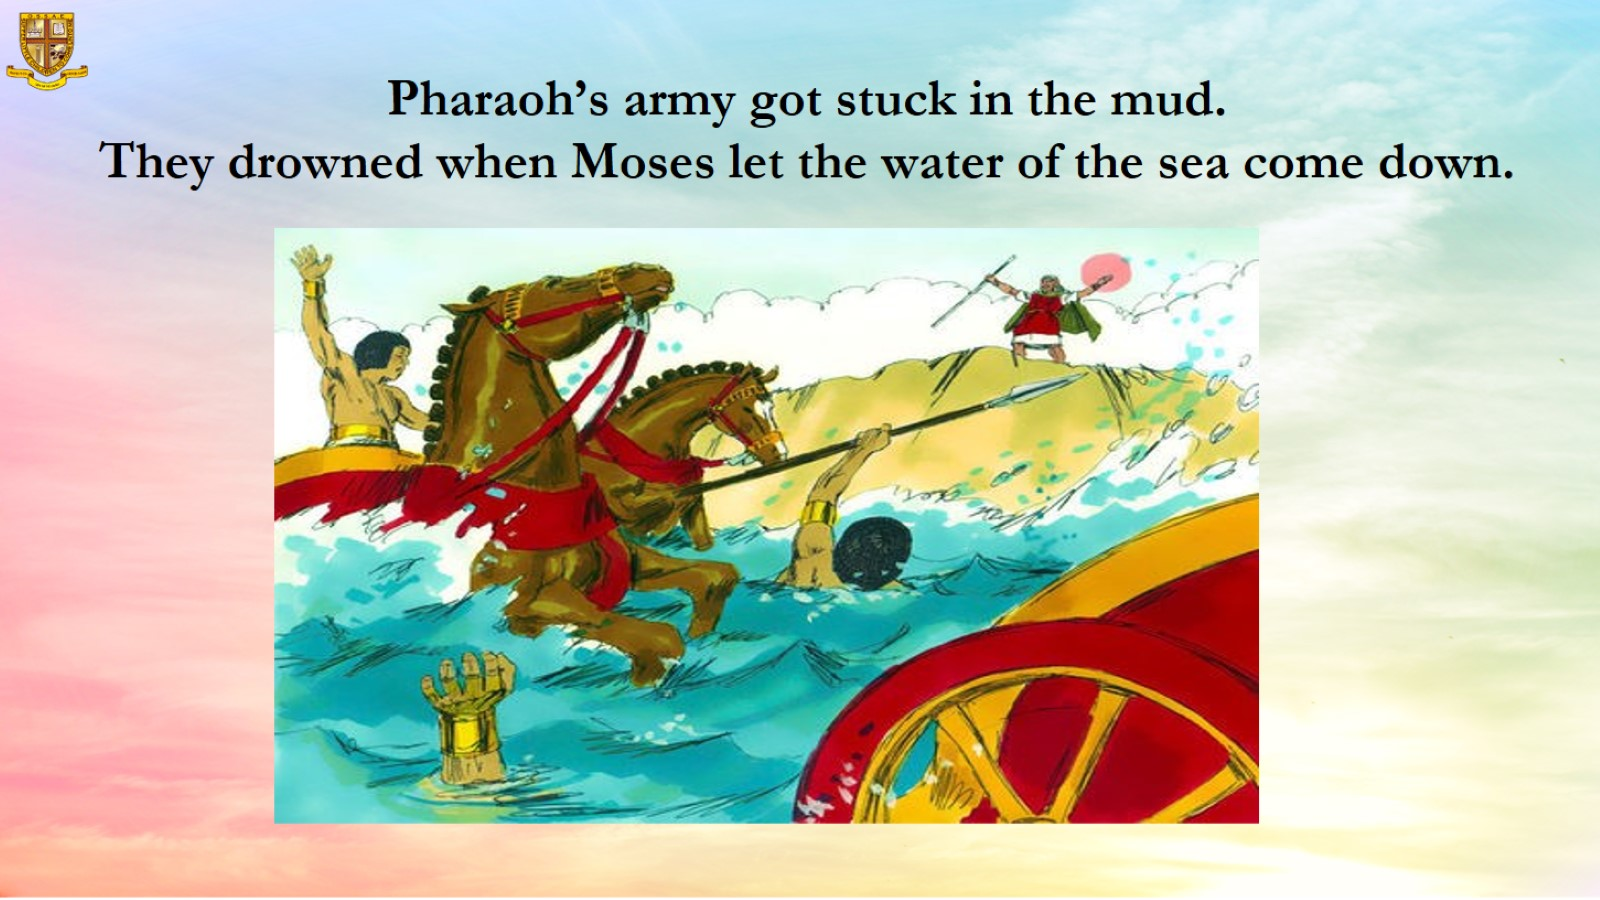 Pharaoh’s army got stuck in the mud.
They drowned when Moses let the water of the sea come down.